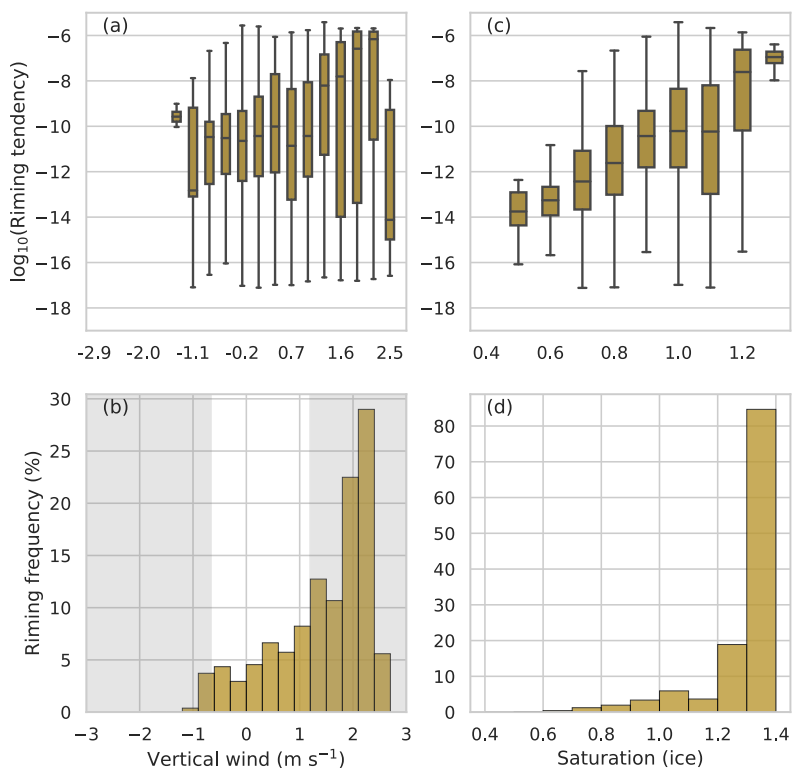 (a)
(c)
log10(Riming tendency)
−6
−8
−10
−12
−14
−16
−18
-2.9 -2.0 -1.1 -0.2 0.7 1.6 2.5
−6
−8
−10
−12
−14
−16
−18
0.4 0.6 0.8 1.0 1.2
(b)
(d)
Riming frequency (%)
30
25
20
15
10
5
0
−3 −2 −1 0 1 2 3
Vertical wind (m s−1)
80
70
60
50
40
30
20
10
0
0.4 0.6 0.8 1.0 1.2 1.4
Saturation (ice)